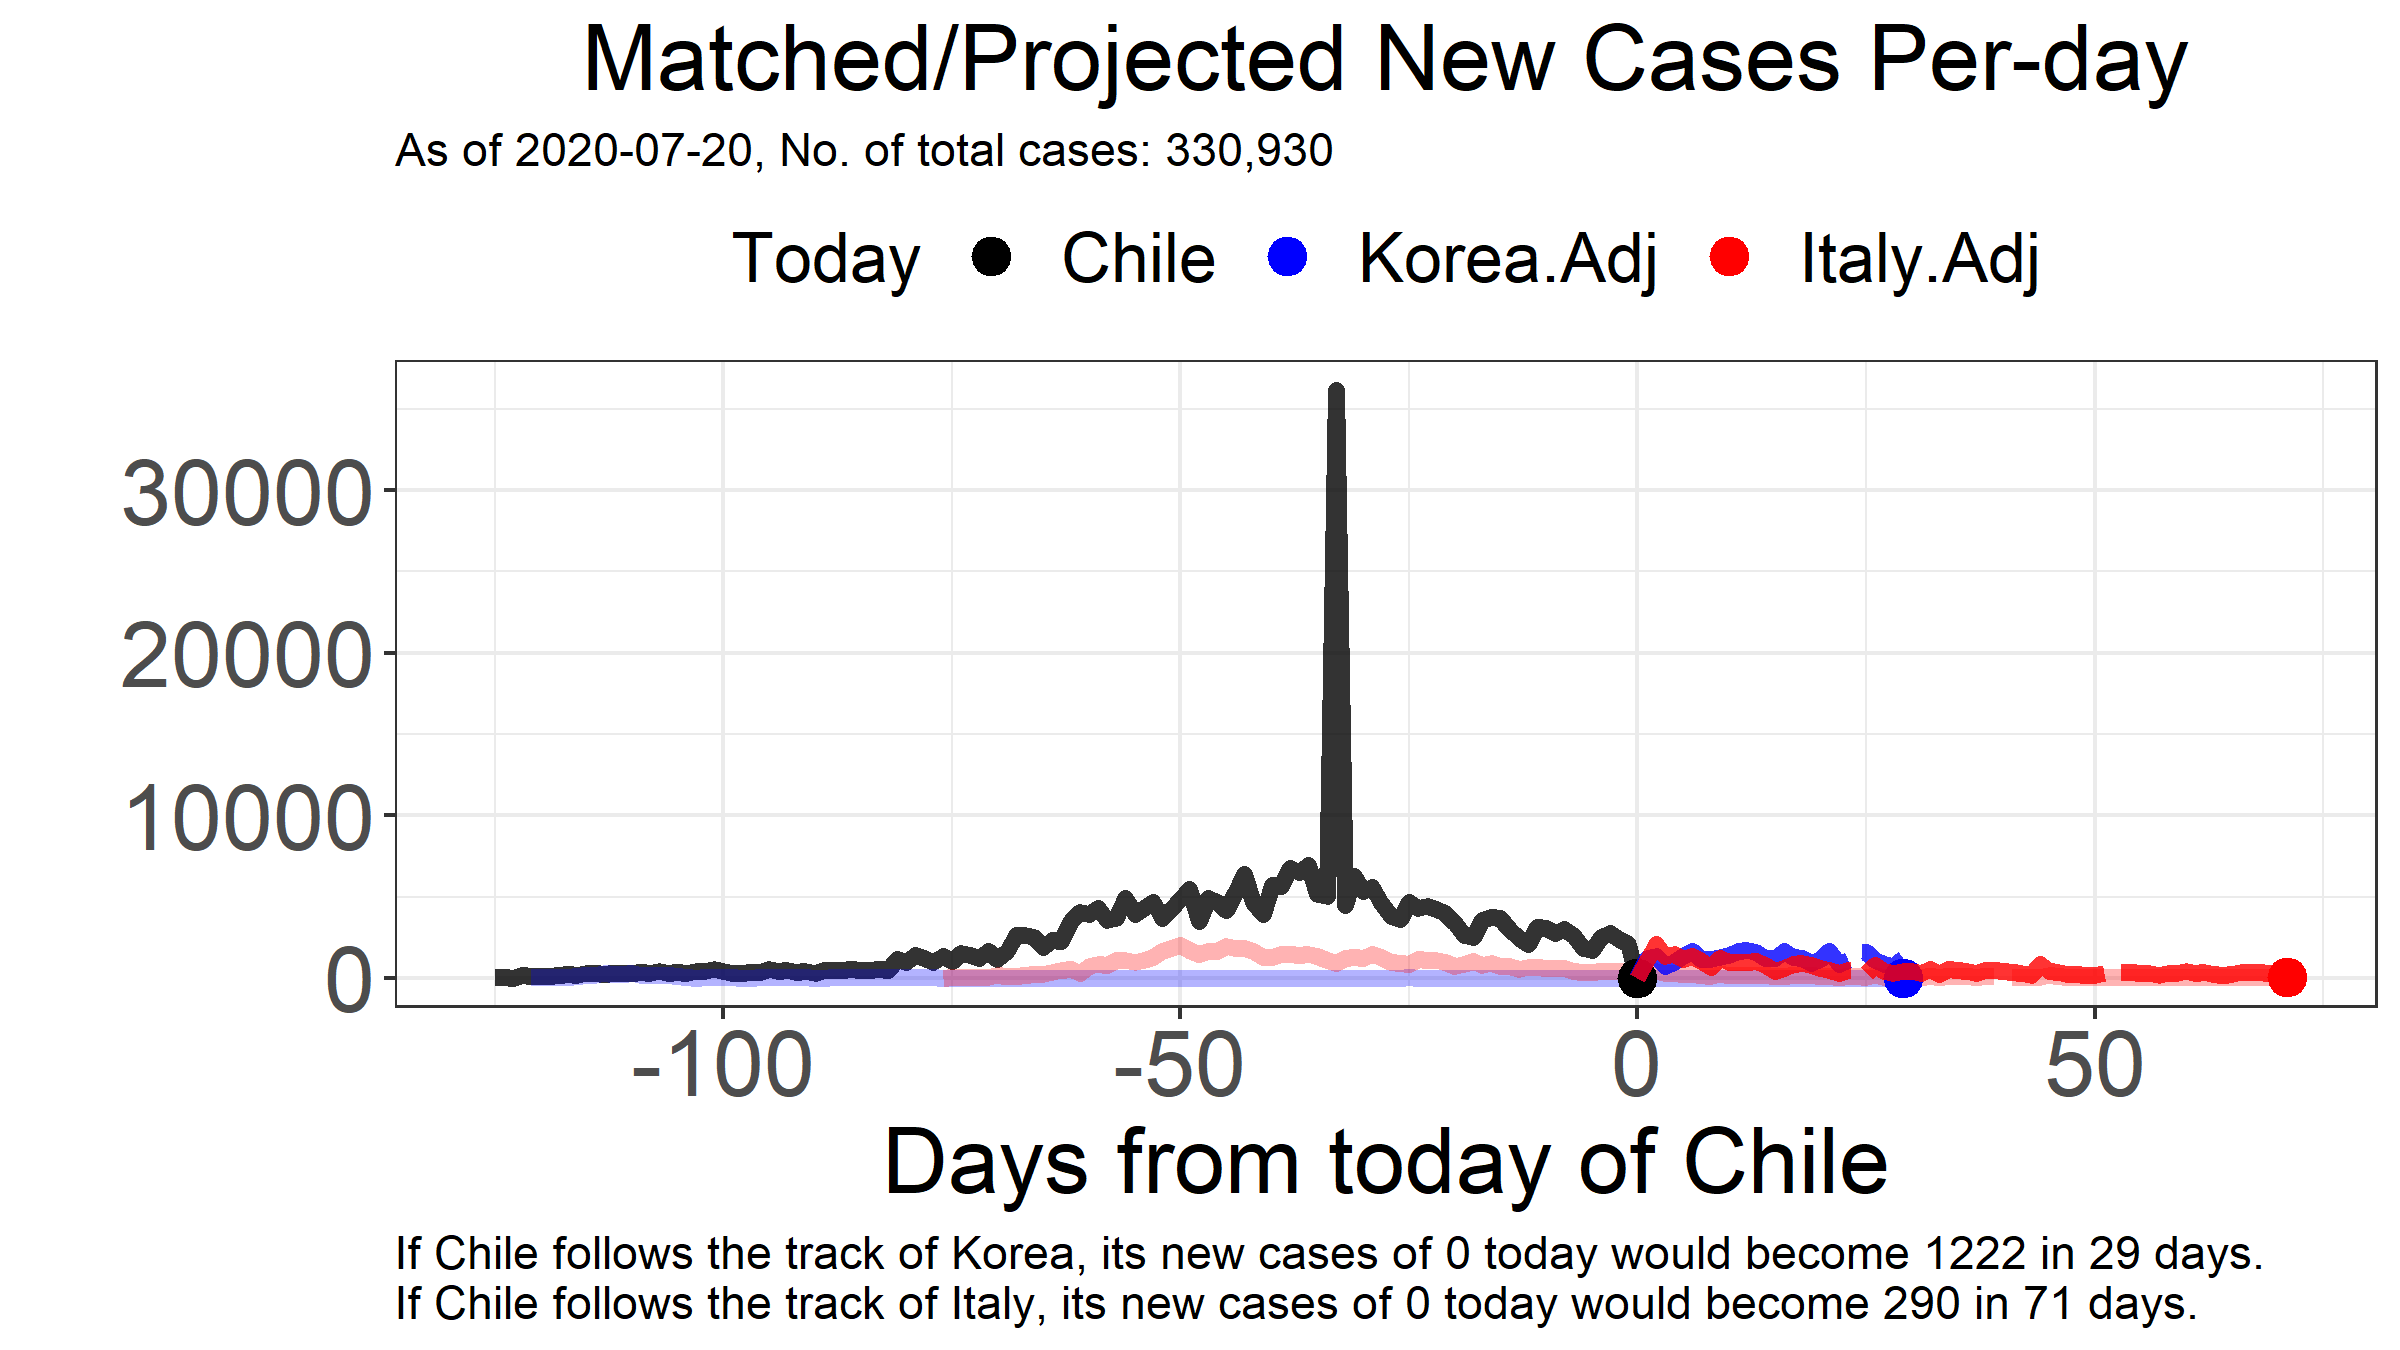 Matched/Projected New Cases Per-day
As of 2020-07-20, No. of total cases: 330,930
Today Chile Korea.Adj Italy.Adj
30000
20000
10000
0
-100 -50 0 50
Days from today of Chile
If Chile follows the track of Korea, its new cases of 0 today would become 1222 in 29 days.
If Chile follows the track of Italy, its new cases of 0 today would become 290 in 71 days.